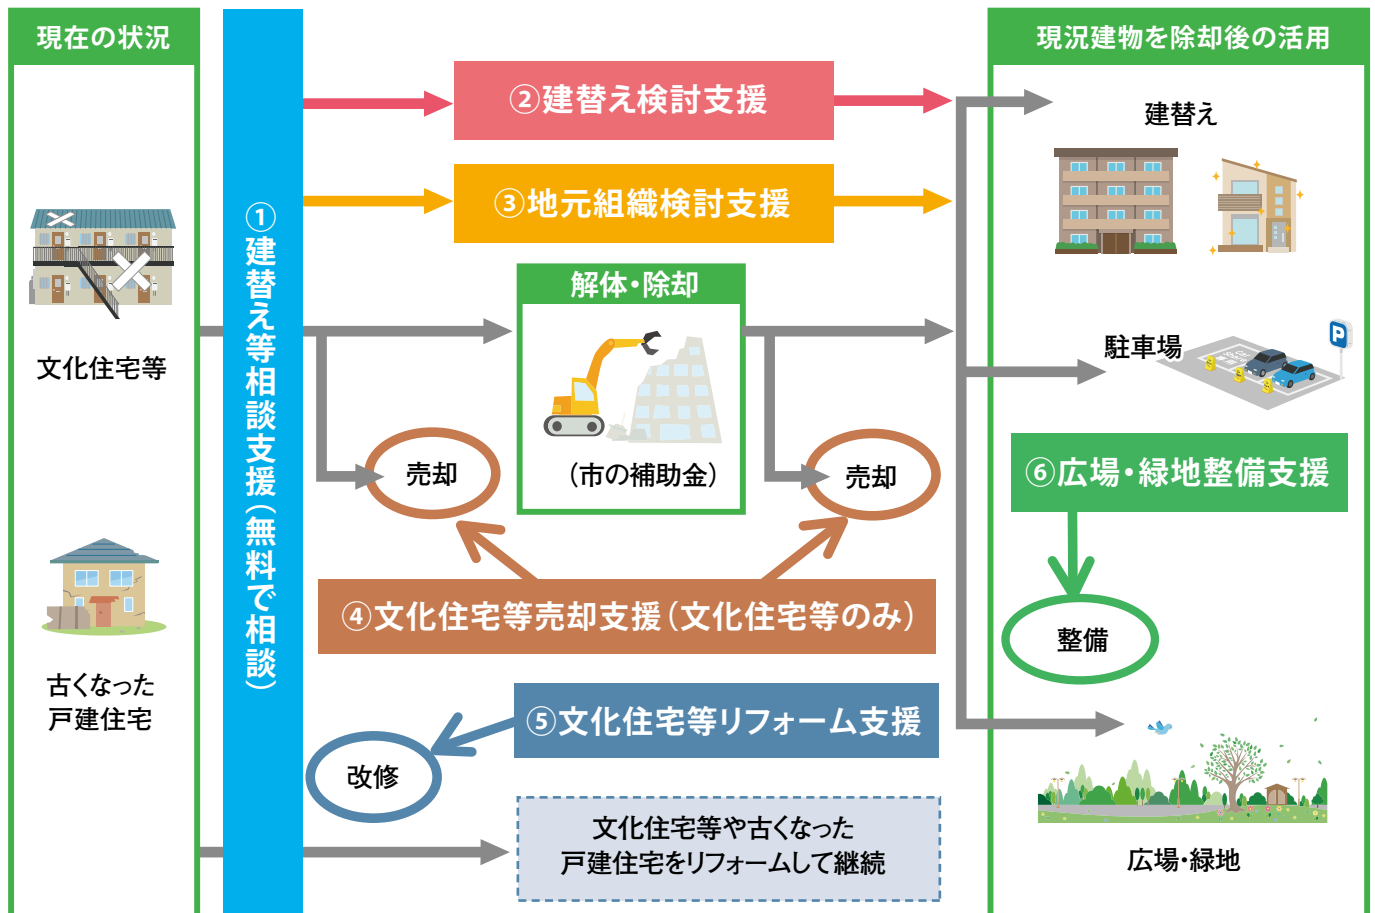 現在の状況
文化住宅等
古くなった
戸建住宅
①建替え等相談支援（無料で相談）
②建替え検討支援
③地元組織検討支援
解体・除却
（市の補助金）
売却
売却
④文化住宅等売却支援（文化住宅等のみ）
⑤文化住宅等リフォーム支援
改修
文化住宅等や古くなった
戸建住宅をリフォームして継続
現況建物を除却後の活用
建替え
駐車場
P
⑥広場・緑地整備支援
整備
広場・緑地